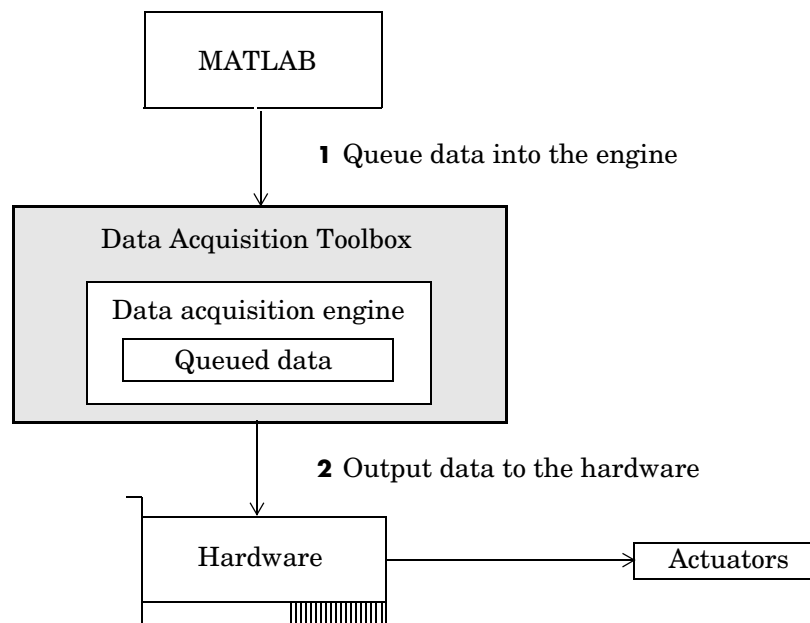 MATLAB
1 Queue data into the engine
Data Acquisition Toolbox
Data acquisition engine
Queued data
2 Output data to the hardware
Hardware
Actuators